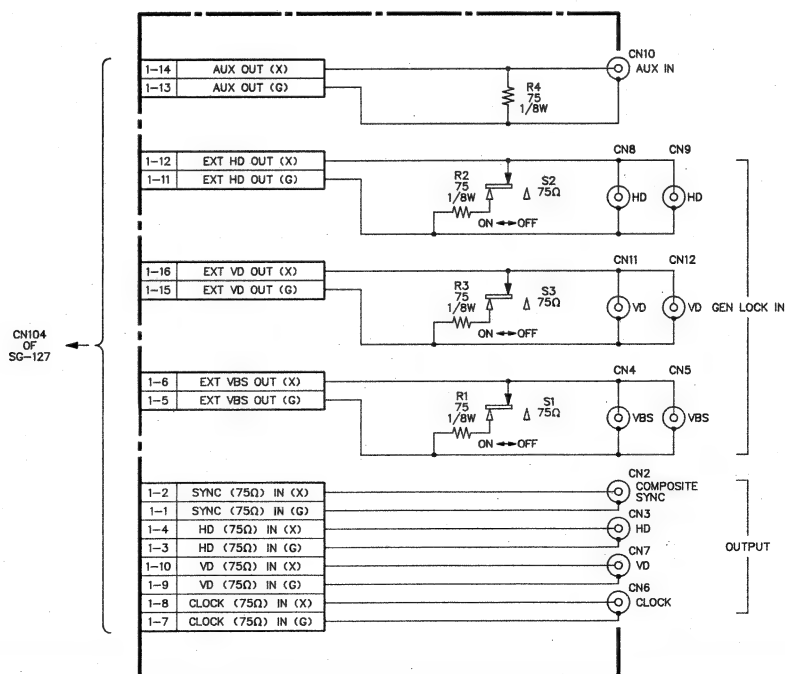 CN10
AUX IN
1-14 AUX OUT (X)
1-13 AUX OUT (G)
R4
75
1/8W
1-12 EXT HD OUT (X)
1-11 EXT HD OUT (G)
R2
75
1/8W
S2
75Ω
ON OFF
CN8
HD
CN9
HD
1-16 EXT VD OUT (X)
1-15 EXT VD OUT (G)
R3
75
1/8W
S3
75Ω
ON OFF
CN11
VD
CN12
VD
GEN LOCK IN
CN104
OF
SG-127
1-6 EXT VBS OUT (X)
1-5 EXT VBS OUT (G)
R1
75
1/8W
S1
75Ω
ON OFF
CN4
VBS
CN5
VBS
1-2 SYNC (75Ω) IN (X)
1-1 SYNC (75Ω) IN (G)
1-4 HD (75Ω) IN (X)
1-3 HD (75Ω) IN (G)
1-10 VD (75Ω) IN (X)
1-9 VD (75Ω) IN (G)
1-8 CLOCK (75Ω) IN (X)
1-7 CLOCK (75Ω) IN (G)
CN2
COMPOSITE
SYNC
CN3
HD
CN7
VD
CN6
CLOCK
OUTPUT